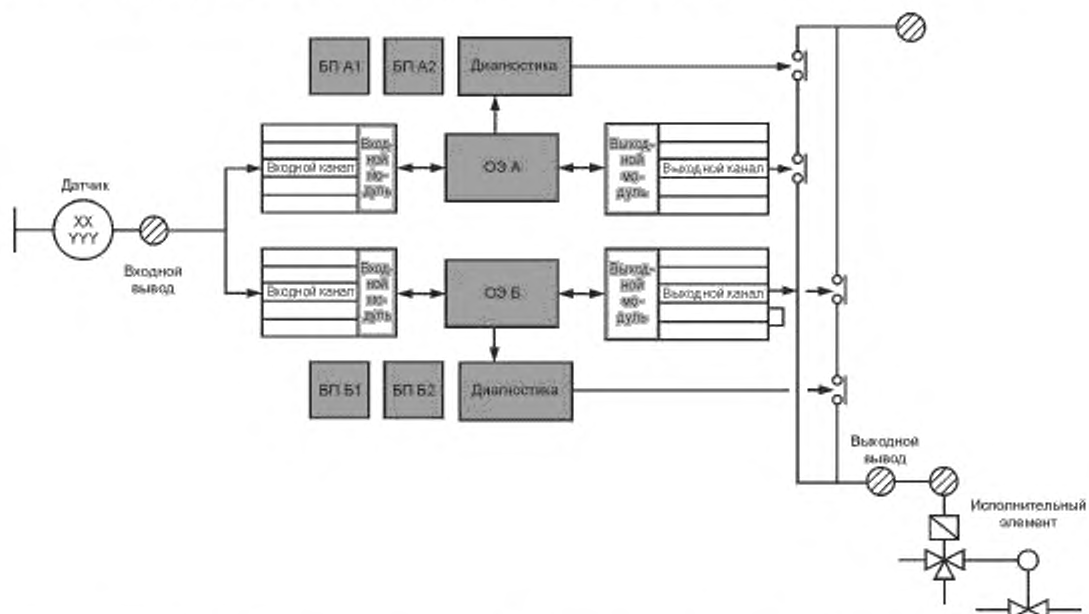 БП А1
БП А2
Диагностика
Вход-
ной
мо-
дуль
Входной канал
ОЭ А
Выход-
ной
мо-
дуль
Выходной канал
Датчик
XX
YYY
Входной
вывод
Входной канал
Вход-
ной
мо-
дуль
ОЭ Б
Выход-
ной
мо-
дуль
Выходной канал
БП Б1
БП Б2
Диагностика
Выходной
вывод
Исполнительный
элемент